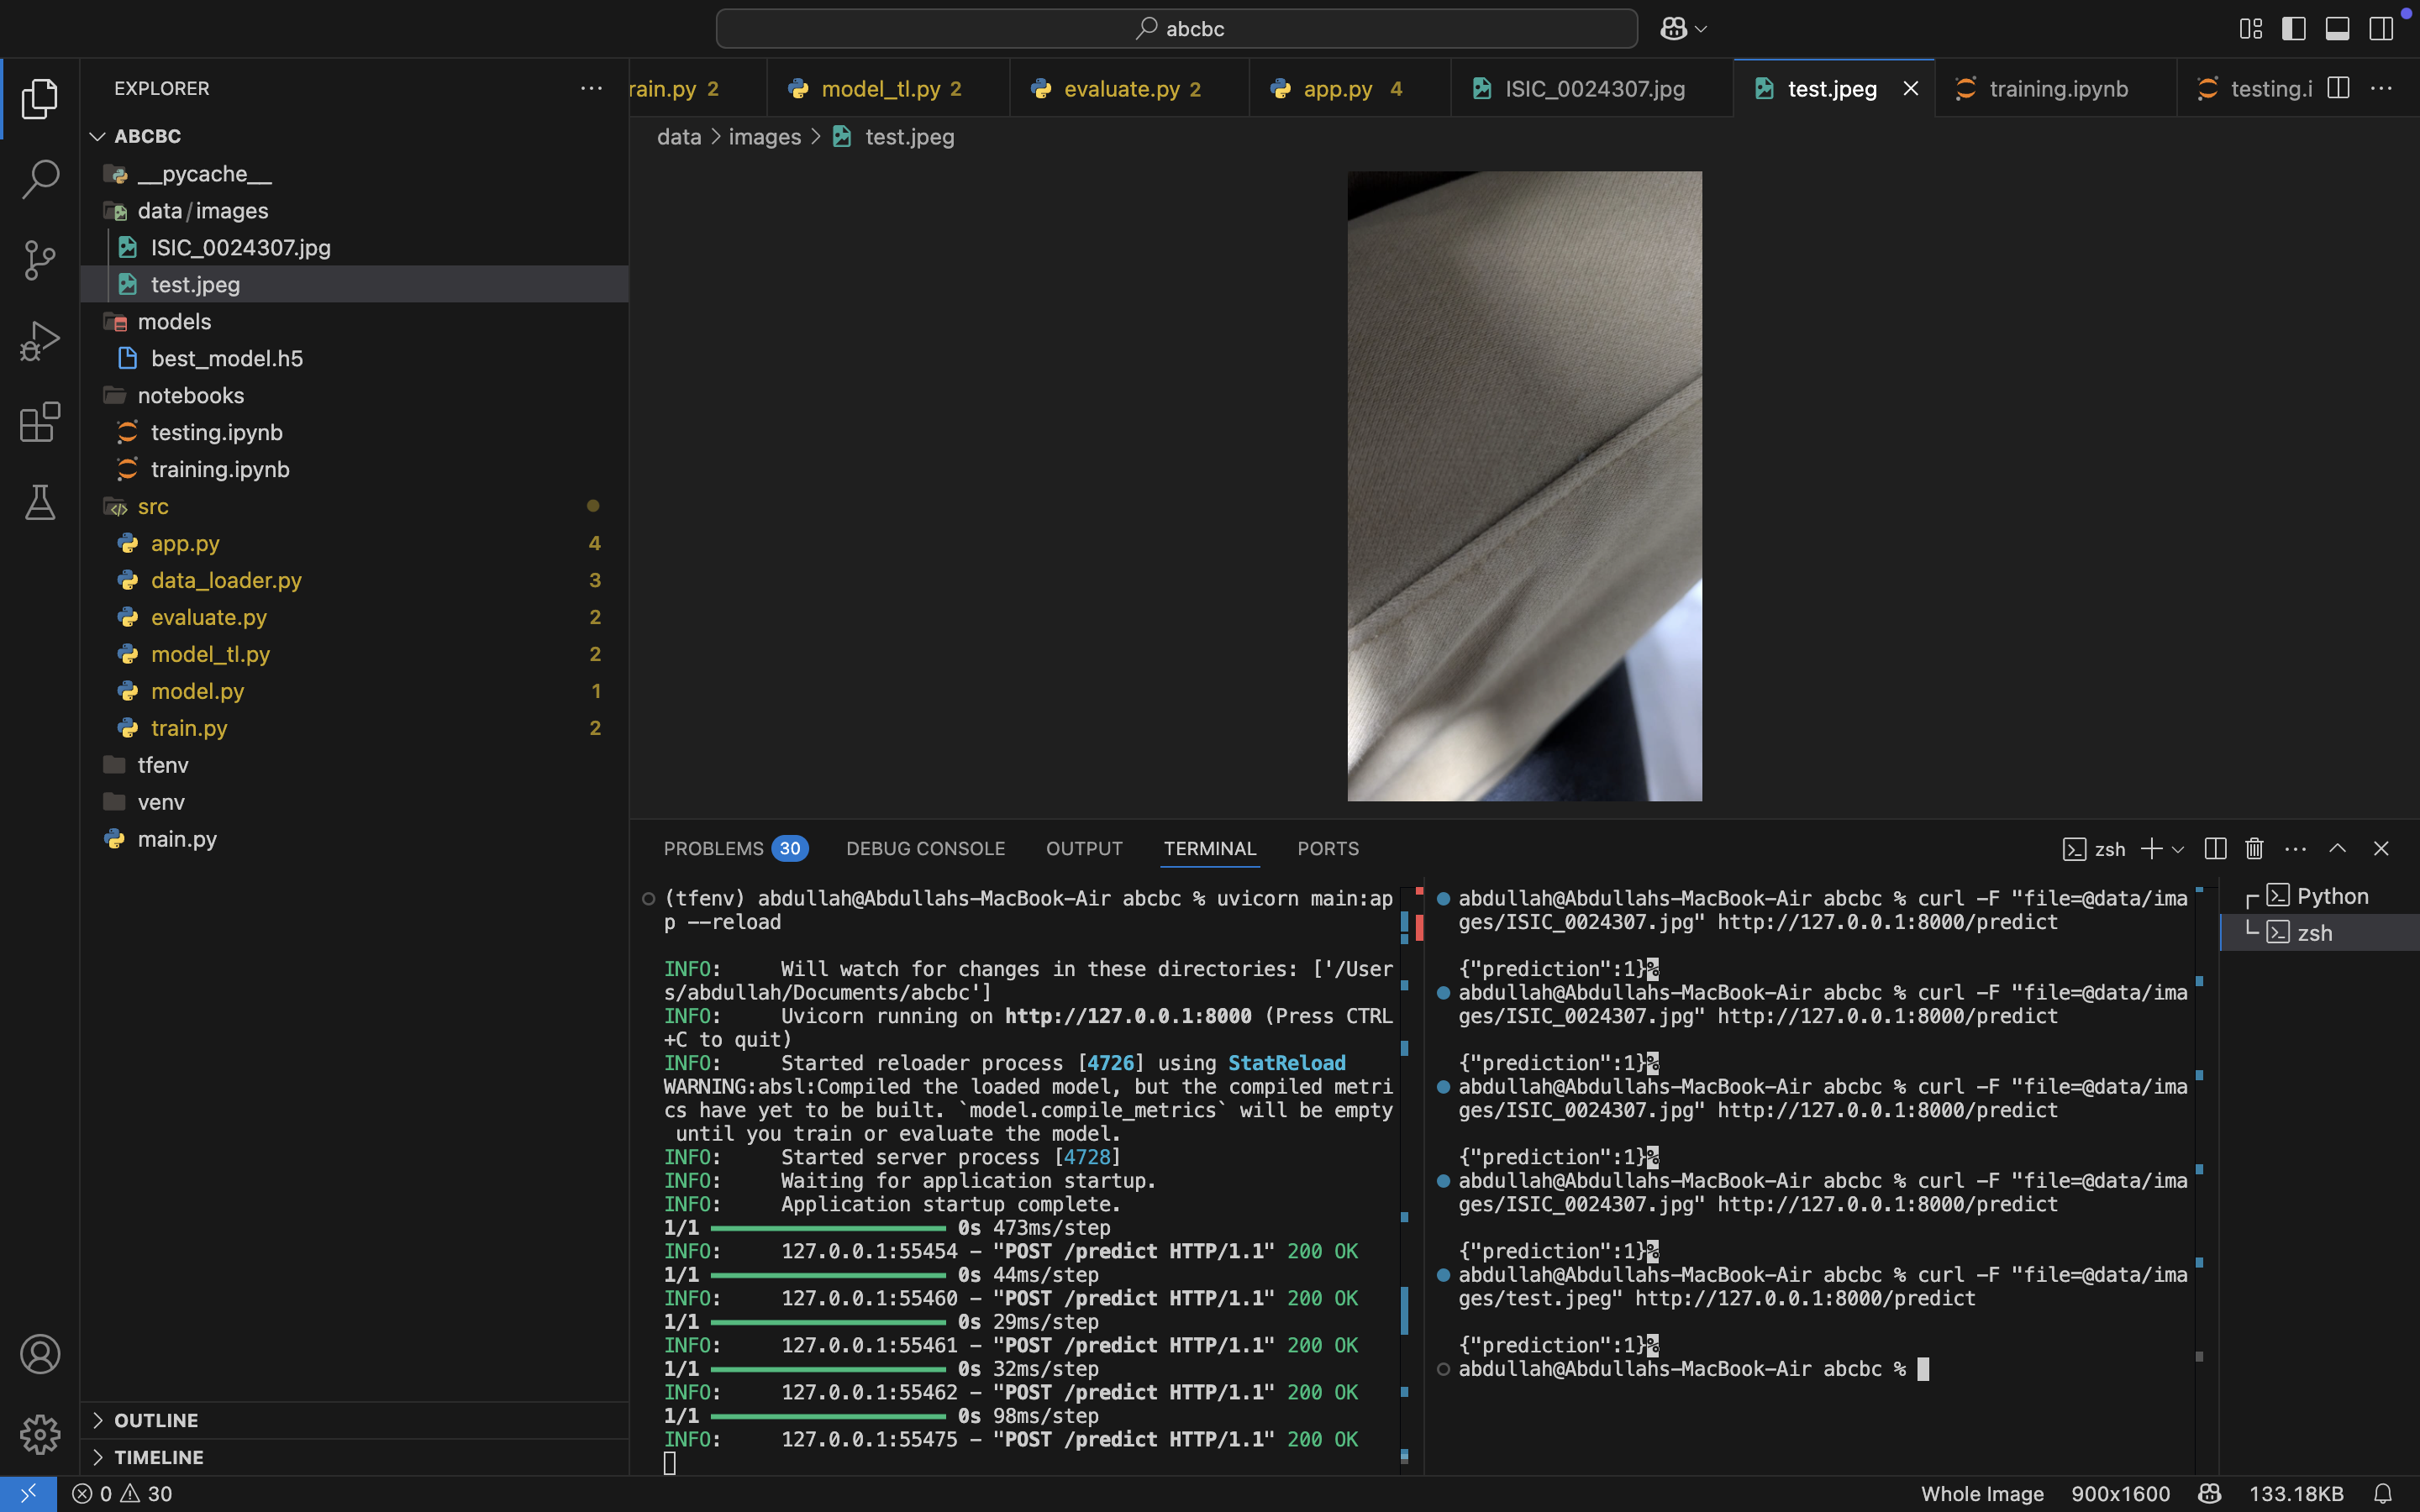 abcbc
EXPLORER
ABCBC
__pycache__
data/images
ISIC_0024307.jpg
test.jpeg
models
best_model.h5
notebooks
testing.ipynb
training.ipynb
src
app.py 4
data_loader.py 3
evaluate.py 2
model_tl.py 2
model.py 1
train.py 2
tfenv
venv
main.py
OUTLINE
TIMELINE
rain.py 2 model_tl.py 2 evaluate.py 2 app.py 4 ISIC_0024307.jpg test.jpeg training.ipynb testing.i
data > images > test.jpeg
PROBLEMS 30 DEBUG CONSOLE OUTPUT TERMINAL PORTS zsh
(tfenv) abdullah@Abdullahs-MacBook-Air abcbc % uvicorn main:ap
p --reload
INFO: Will watch for changes in these directories: ['/User
s/abdullah/Documents/abcbc']
INFO: Uvicorn running on http://127.0.0.1:8000 (Press CTRL
+C to quit)
INFO: Started reloader process [4726] using StatReload
WARNING:absl:Compiled the loaded model, but the compiled metri
cs have yet to be built. `model.compile_metrics` will be empty
until you train or evaluate the model.
INFO: Started server process [4728]
INFO: Waiting for application startup.
INFO: Application startup complete.
1/1 0s 473ms/step
INFO: 127.0.0.1:55454 - "POST /predict HTTP/1.1" 200 OK
1/1 0s 44ms/step
INFO: 127.0.0.1:55460 - "POST /predict HTTP/1.1" 200 OK
1/1 0s 29ms/step
INFO: 127.0.0.1:55461 - "POST /predict HTTP/1.1" 200 OK
1/1 0s 32ms/step
INFO: 127.0.0.1:55462 - "POST /predict HTTP/1.1" 200 OK
1/1 0s 98ms/step
INFO: 127.0.0.1:55475 - "POST /predict HTTP/1.1" 200 OK
abdullah@Abdullahs-MacBook-Air abcbc % curl -F "file=@data/ima
ges/ISIC_0024307.jpg" http://127.0.0.1:8000/predict
{"prediction":1}%
abdullah@Abdullahs-MacBook-Air abcbc % curl -F "file=@data/ima
ges/ISIC_0024307.jpg" http://127.0.0.1:8000/predict
{"prediction":1}%
abdullah@Abdullahs-MacBook-Air abcbc % curl -F "file=@data/ima
ges/ISIC_0024307.jpg" http://127.0.0.1:8000/predict
{"prediction":1}%
abdullah@Abdullahs-MacBook-Air abcbc % curl -F "file=@data/ima
ges/ISIC_0024307.jpg" http://127.0.0.1:8000/predict
{"prediction":1}%
abdullah@Abdullahs-MacBook-Air abcbc % curl -F "file=@data/ima
ges/test.jpeg" http://127.0.0.1:8000/predict
{"prediction":1}%
abdullah@Abdullahs-MacBook-Air abcbc %
Python
zsh
0 30 Whole Image 900x1600 133.18KB